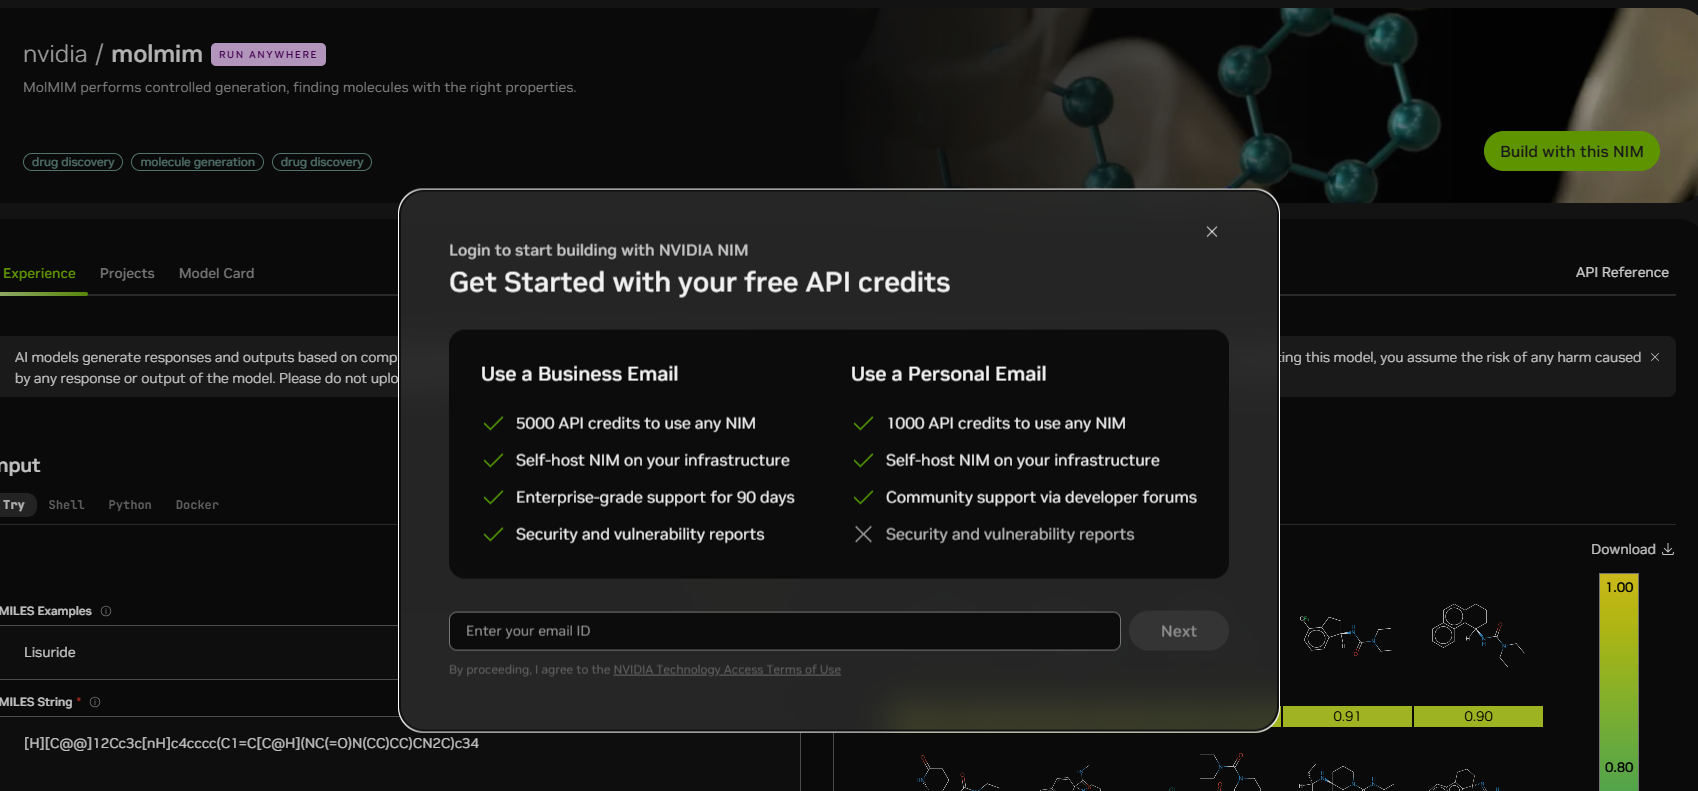 nvidia / molmim RUN ANYWHERE
MolMIM performs controlled generation, finding molecules with the right properties.
drug discovery molecule generation drug discovery
Build with this NIM
Experience Projects Model Card
API Reference
AI models generate responses and outputs based on comp
ting this model, you assume the risk of any harm caused
by any response or output of the model. Please do not uplo
nput
Try Shell Python Docker
MILES Examples
Lisuride
MILES String *
[H][C@@]12Cc3c[nH]c4cccc(C1=C[C@H](NC(=O)N(CC)CC)CN2C)c34
Login to start building with NVIDIA NIM
Get Started with your free API credits
Use a Business Email
5000 API credits to use any NIM
Self-host NIM on your infrastructure
Enterprise-grade support for 90 days
Security and vulnerability reports
Use a Personal Email
1000 API credits to use any NIM
Self-host NIM on your infrastructure
Community support via developer forums
Security and vulnerability reports
Enter your email ID
Next
By proceeding, I agree to the NVIDIA Technology Access Terms of Use
Download
1.00
0.91 0.90
0.80